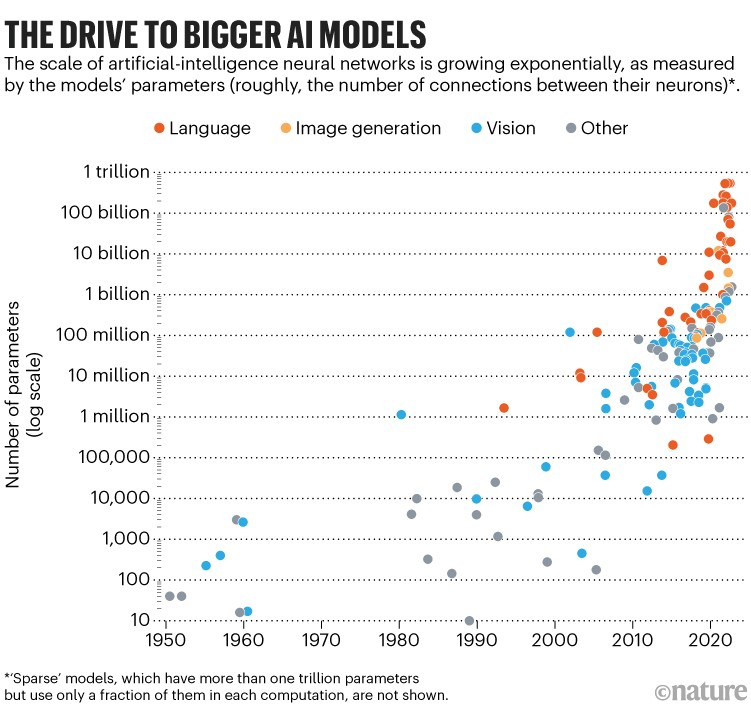 THE DRIVE TO BIGGER AI MODELS
The scale of artificial-intelligence neural networks is growing exponentially, as measured
by the models’ parameters (roughly, the number of connections between their neurons)*.
Language Image generation Vision Other
Number of parameters
(log scale)
1 trillion
100 billion
10 billion
1 billion
100 million
10 million
1 million
100,000
10,000
1,000
100
10
1950 1960 1970 1980 1990 2000 2010 2020
*‘Sparse’ models, which have more than one trillion parameters
but use only a fraction of them in each computation, are not shown.
©nature